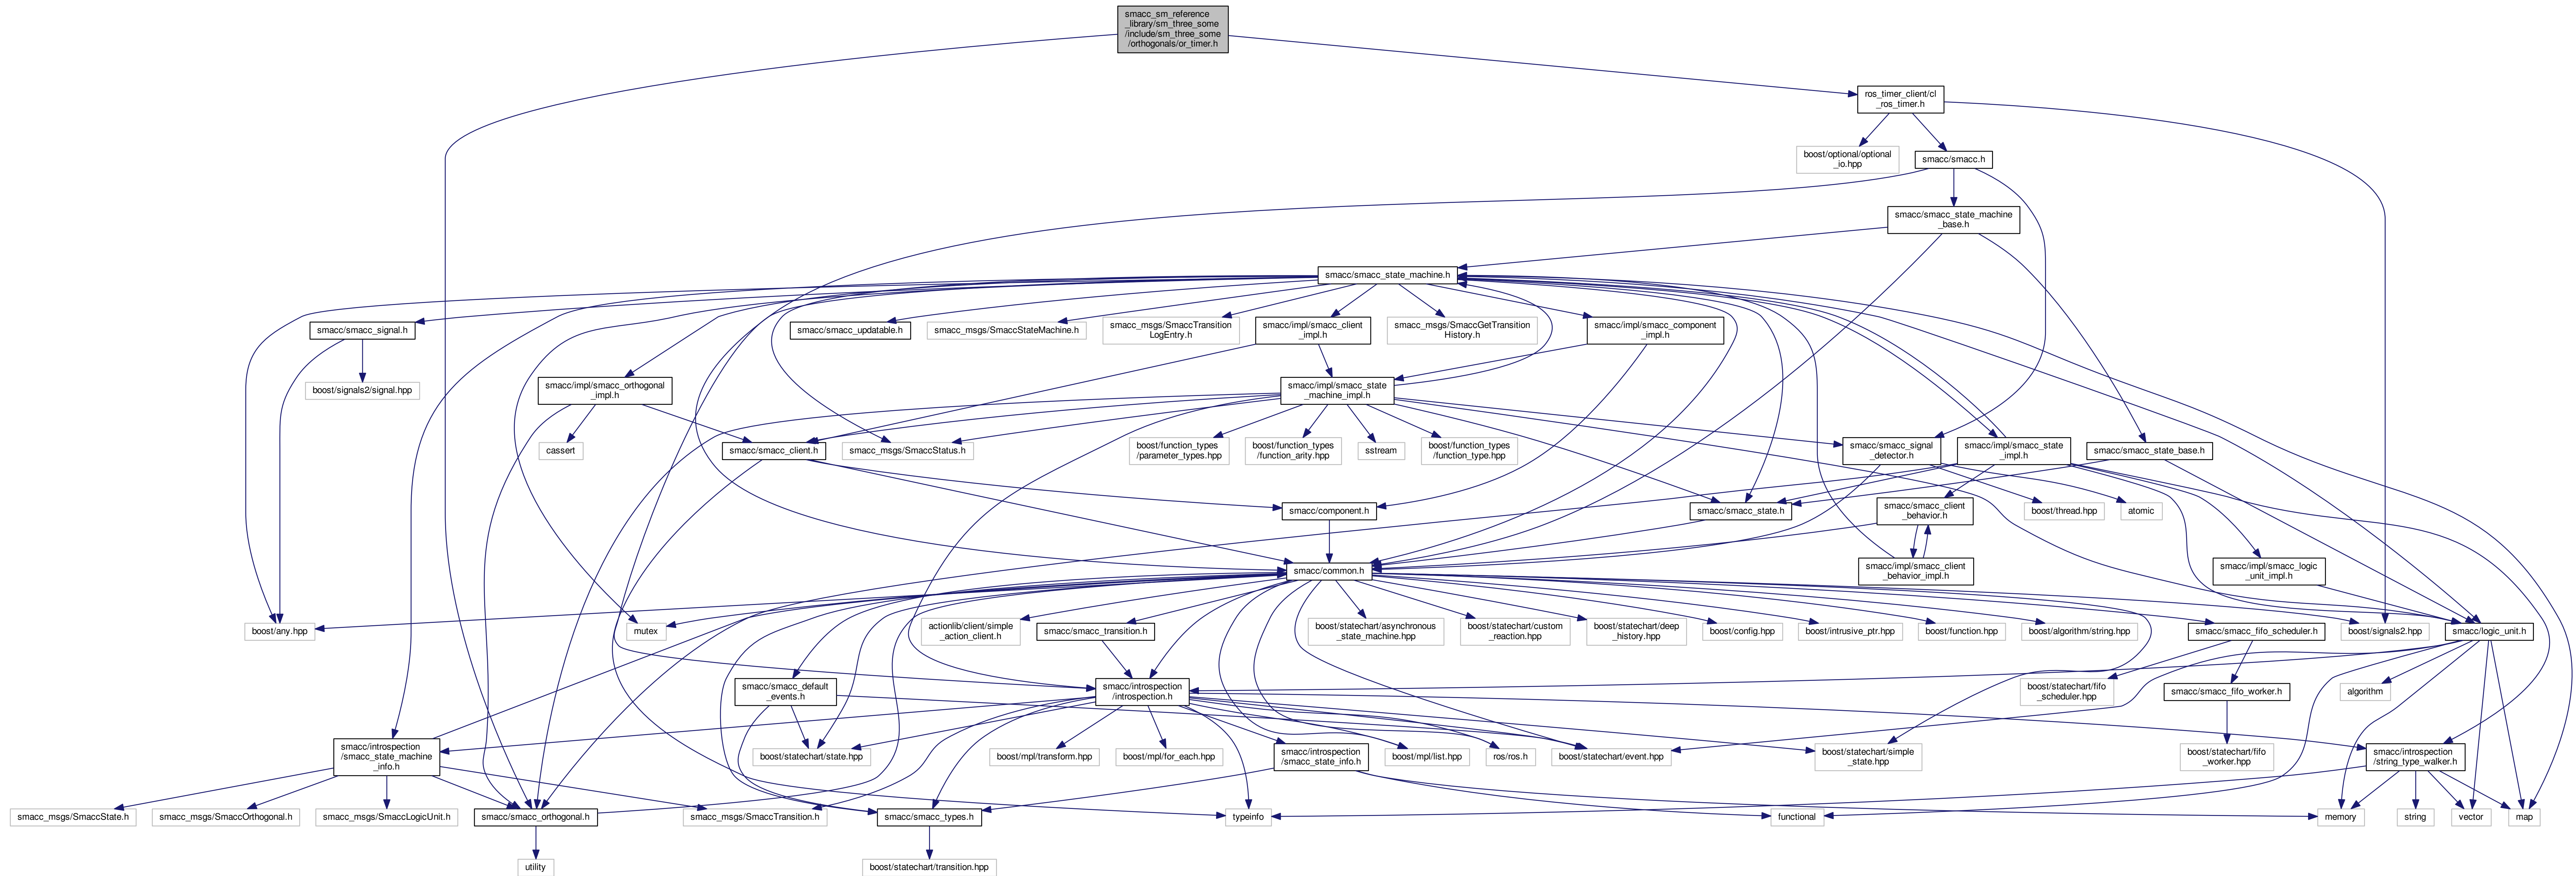 smacc_sm_reference
_library/sm_three_some
/include/sm_three_some
/orthogonals/or_timer.h
ros_timer_client/cl
_ros_timer.h
boost/optional/optional
_io.hpp
smacc/smacc.h
smacc/smacc_state_machine
_base.h
smacc/smacc_state_machine.h
smacc/smacc_signal.h
smacc/smacc_updatable.h
smacc_msgs/SmaccStateMachine.h
smacc_msgs/SmaccTransition
LogEntry.h
smacc/impl/smacc_client
_impl.h
smacc_msgs/SmaccGetTransition
History.h
smacc/impl/smacc_component
_impl.h
boost/signals2/signal.hpp
smacc/impl/smacc_orthogonal
_impl.h
smacc/impl/smacc_state
_machine_impl.h
cassert
smacc/smacc_client.h
smacc_msgs/SmaccStatus.h
boost/function_types
/parameter_types.hpp
boost/function_types
/function_arity.hpp
sstream
boost/function_types
/function_type.hpp
smacc/smacc_signal
_detector.h
smacc/impl/smacc_state
_impl.h
smacc/smacc_state_base.h
smacc/component.h
smacc/smacc_state.h
smacc/smacc_client
_behavior.h
boost/thread.hpp
atomic
smacc/common.h
smacc/impl/smacc_client
_behavior_impl.h
smacc/impl/smacc_logic
_unit_impl.h
boost/any.hpp
mutex
actionlib/client/simple
_action_client.h
smacc/smacc_transition.h
boost/statechart/asynchronous
_state_machine.hpp
boost/statechart/custom
_reaction.hpp
boost/statechart/deep
_history.hpp
boost/config.hpp
boost/intrusive_ptr.hpp
boost/function.hpp
boost/algorithm/string.hpp
smacc/smacc_fifo_scheduler.h
boost/signals2.hpp
smacc/logic_unit.h
smacc/smacc_default
_events.h
smacc/introspection
/introspection.h
boost/statechart/fifo
_scheduler.hpp
smacc/smacc_fifo_worker.h
algorithm
smacc/introspection
/smacc_state_machine
_info.h
boost/statechart/state.hpp
boost/mpl/transform.hpp
boost/mpl/for_each.hpp
smacc/introspection
/smacc_state_info.h
boost/mpl/list.hpp
ros/ros.h
boost/statechart/event.hpp
boost/statechart/simple
_state.hpp
boost/statechart/fifo
_worker.hpp
smacc/introspection
/string_type_walker.h
smacc_msgs/SmaccState.h
smacc_msgs/SmaccOrthogonal.h
smacc_msgs/SmaccLogicUnit.h
smacc/smacc_orthogonal.h
smacc_msgs/SmaccTransition.h
smacc/smacc_types.h
typeinfo
functional
memory
string
vector
map
utility
boost/statechart/transition.hpp